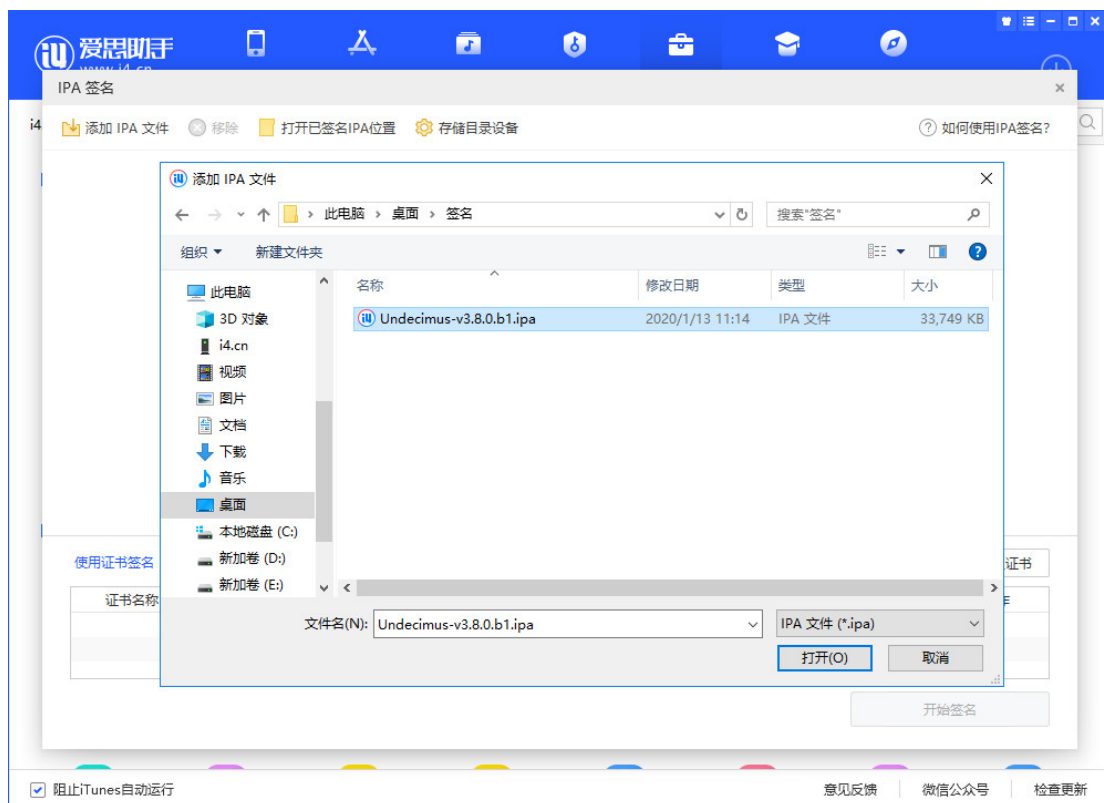 爱思助手
www.i4.cn
IPA 签名
i4
添加 IPA 文件 移除 打开已签名IPA位置 存储目录设备 如何使用IPA签名?
添加 IPA 文件
此电脑 › 桌面 › 签名 搜索"签名"
组织 新建文件夹
名称 修改日期 类型 大小
Undecimus-v3.8.0.b1.ipa 2020/1/13 11:14 IPA 文件 33,749 KB
此电脑
3D 对象
i4.cn
视频
图片
文档
下载
音乐
桌面
本地磁盘 (C:)
新加卷 (D:)
新加卷 (E:)
使用证书签名 证书
证书名称
文件名(N): Undecimus-v3.8.0.b1.ipa IPA 文件 (*.ipa)
打开(O) 取消
开始签名
阻止iTunes自动运行 意见反馈 微信公众号 检查更新